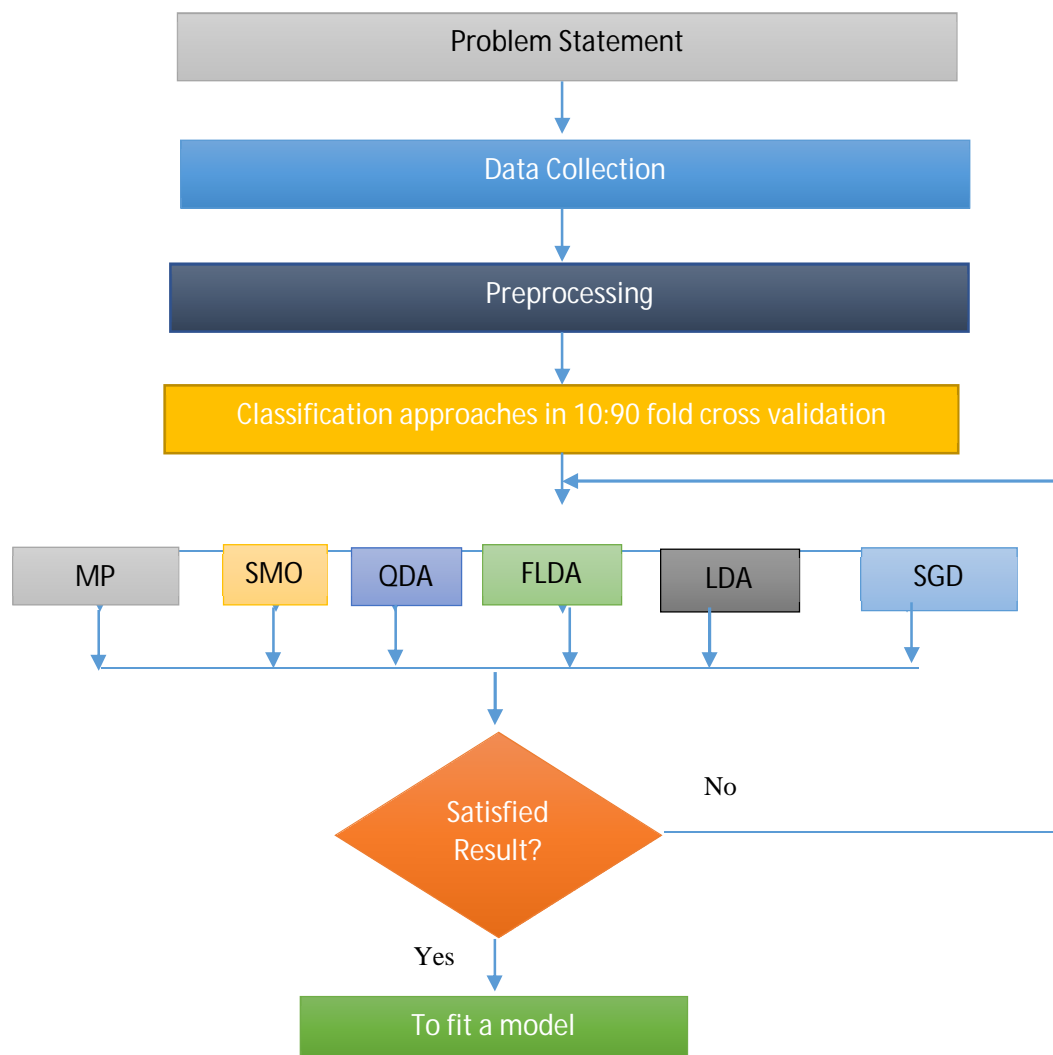 Problem Statement
Data Collection
Preprocessing
Classification approaches in 10:90 fold cross validation
MP
SMO
QDA
FLDA
LDA
SGD
Satisfied
Result?
No
Yes
To fit a model